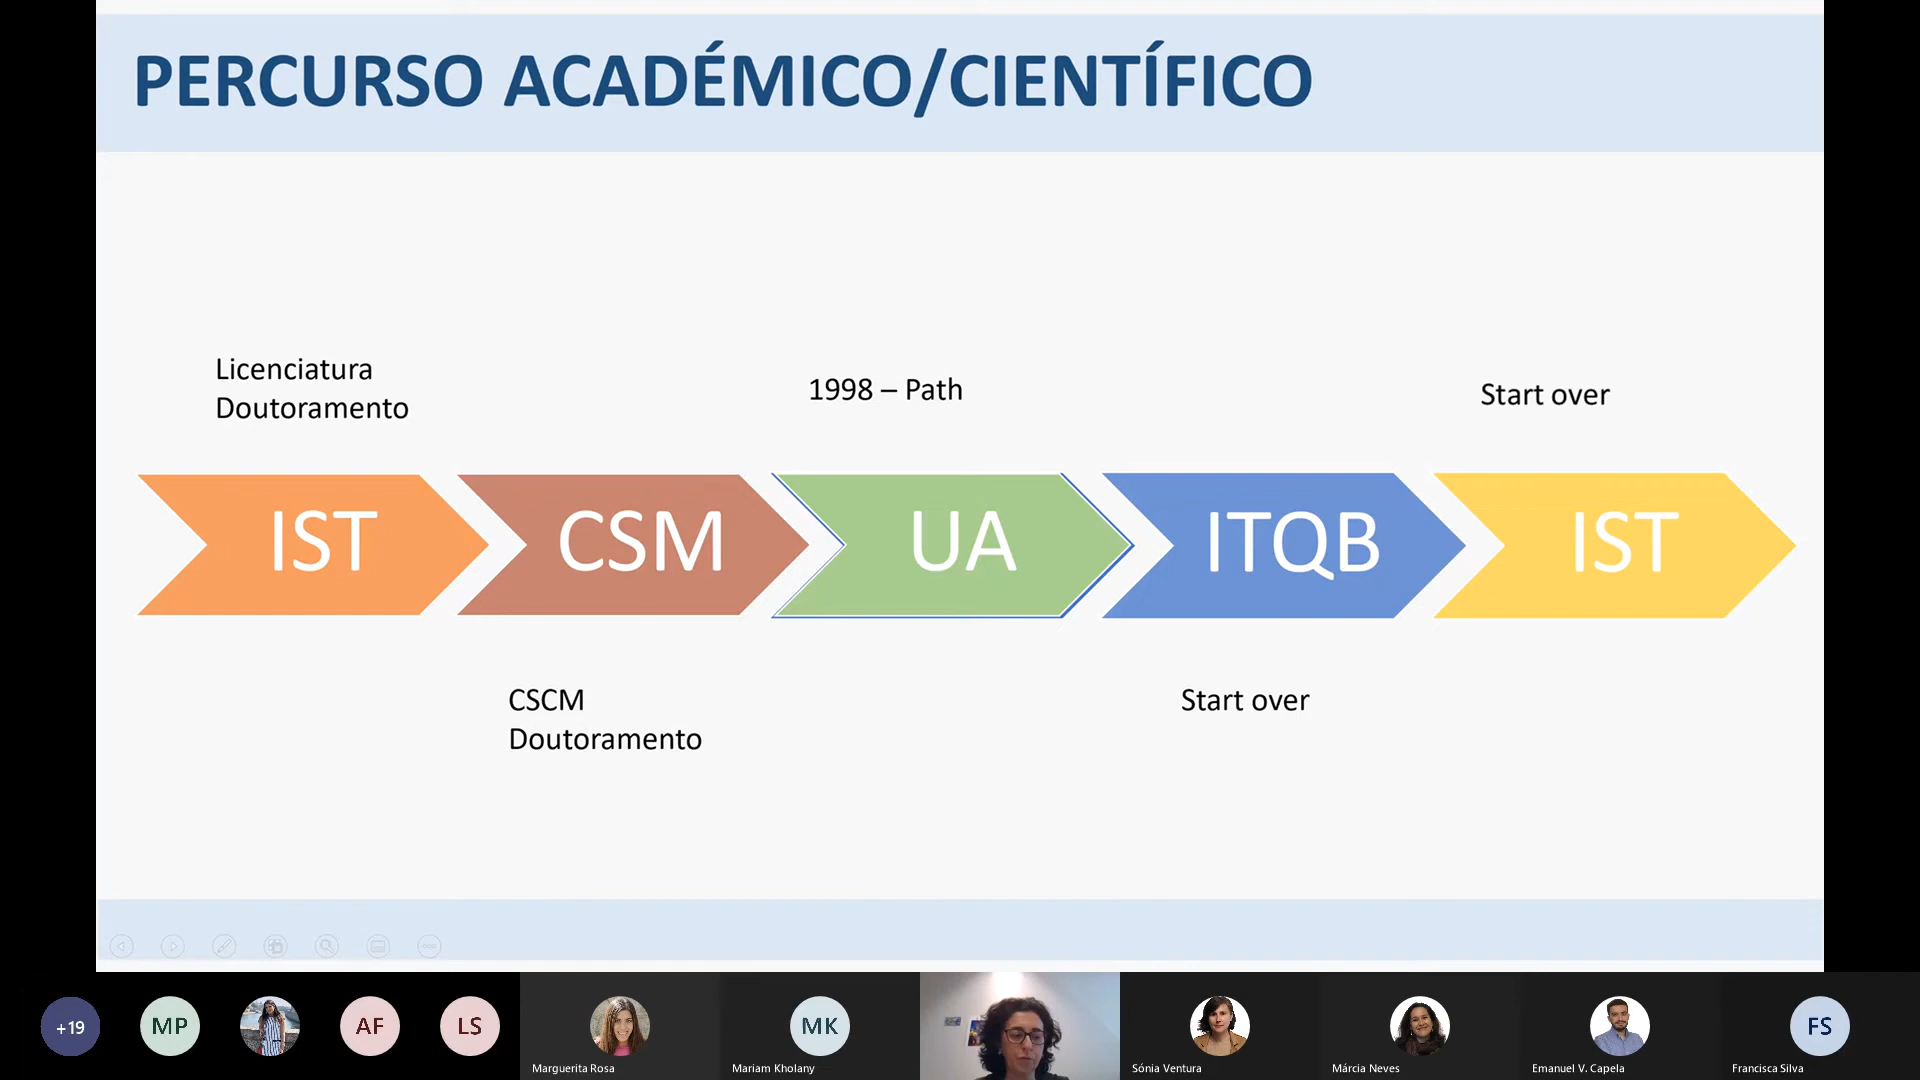 PERCURSO ACADÉMICO/CIENTÍFICO
Licenciatura
Doutoramento
1998 – Path
Start over
IST
CSM
UA
ITQB
IST
CSCM
Doutoramento
Start over
+19
MP
AF
LS
Marguerita Rosa
MK
Mariam Kholany
Sónia Ventura
Márcia Neves
Emanuel V. Capela
FS
Francisca Silva